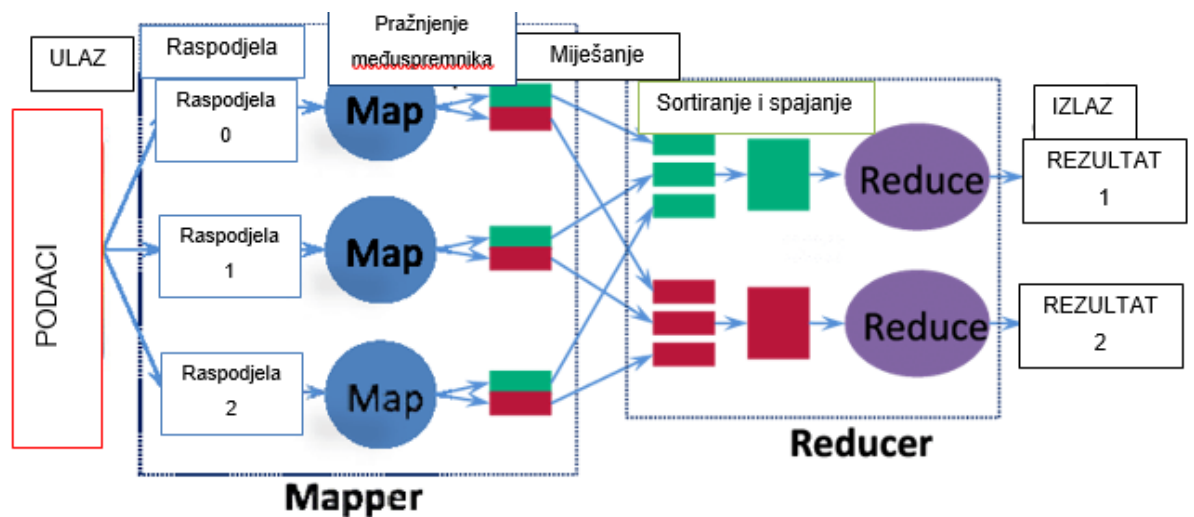 ULAZ
Raspodjela
Pražnjenje
međuspremnika
Miješanje
PODACI
Raspodjela
0
Map
Raspodjela
1
Map
Raspodjela
2
Map
Mapper
Sortiranje i spajanje
Reduce
Reduce
Reducer
IZLAZ
REZULTAT
1
REZULTAT
2